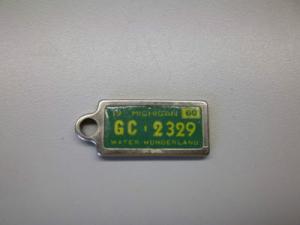 19 MICHIGAN 60
GC · 2329
WATER WONDERLAND